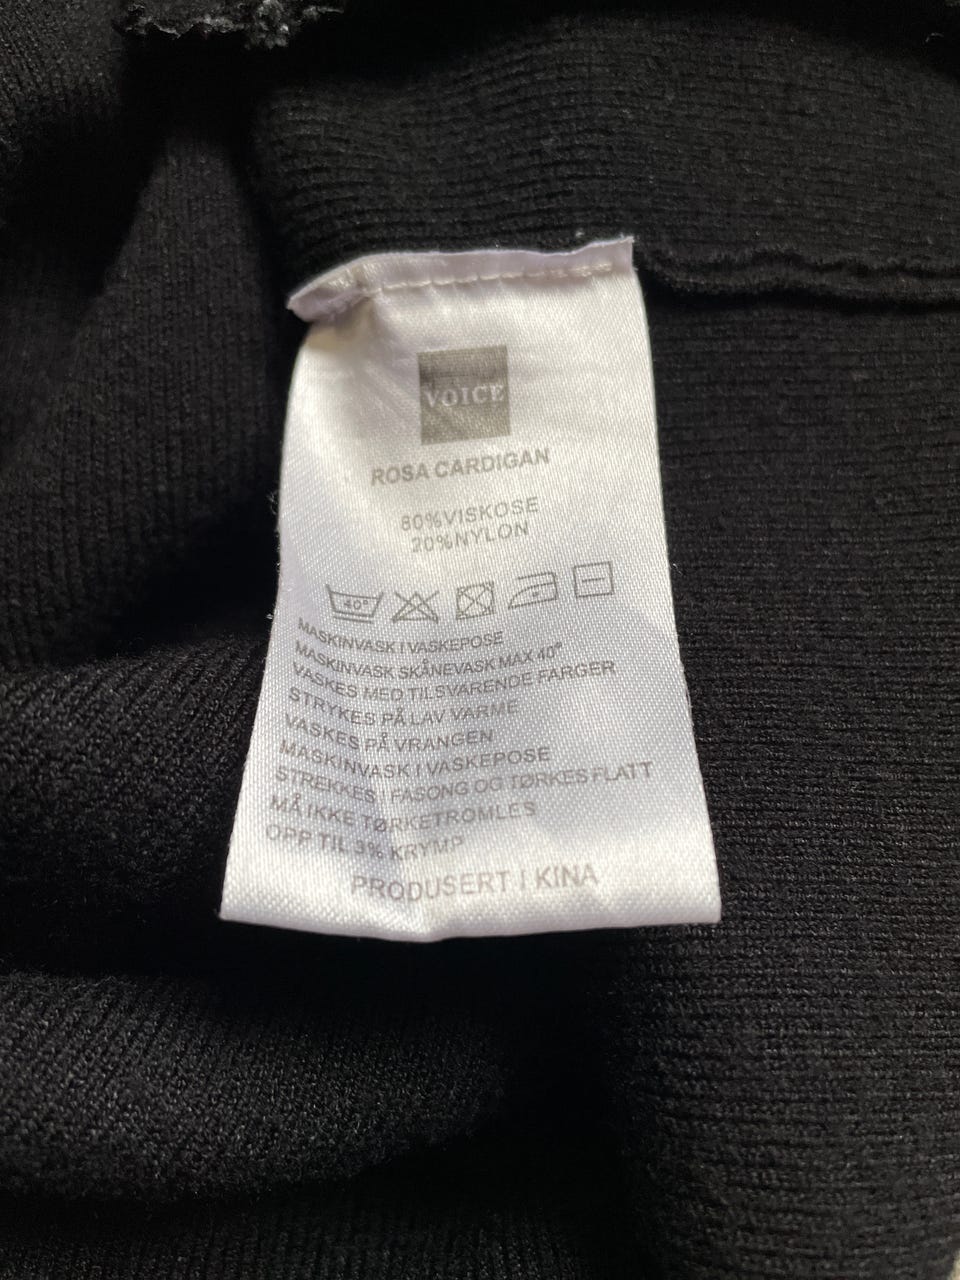 VOICE
ROSA CARDIGAN
80%VISKOSE
20%NYLON
40°
MASKINVASK I VASKEPOSE
MASKINVASK SKÅNEVASK MAX 40°
VASKES MED TILSVARENDE FARGER
STRYKES PÅ LAV VARME
VASKES PÅ VRANGEN
MASKINVASK I VASKEPOSE
STREKKES I FASONG OG TØRKES FLATT
MÅ IKKE TØRKETROMLES
OPP TIL 3% KRYMP
PRODUSERT I KINA